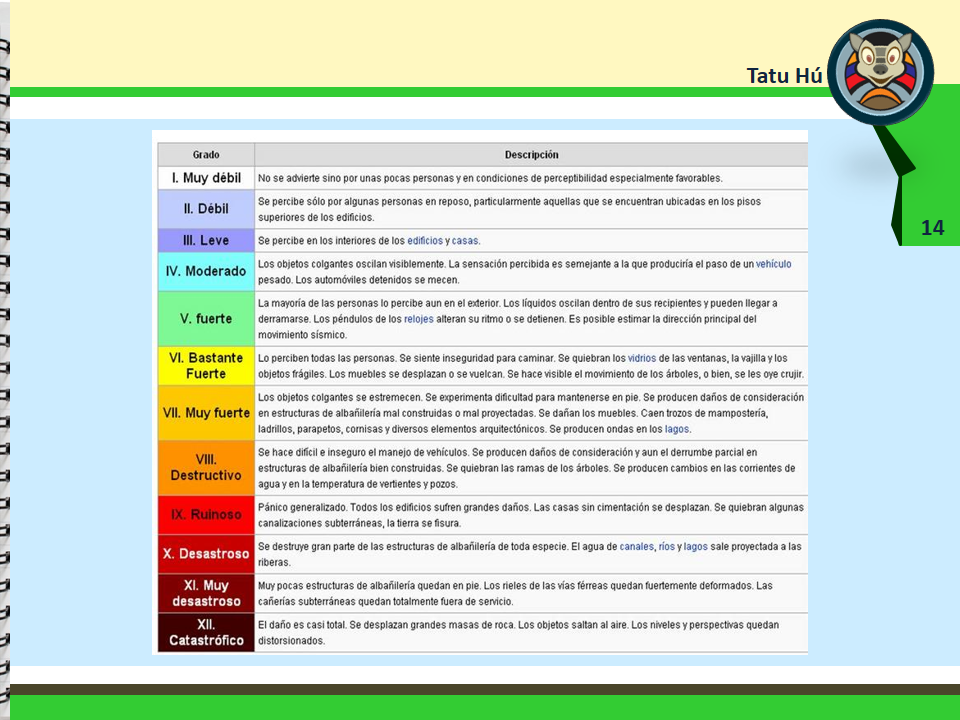 Tatu Hú
14
Grado Descripción
I. Muy débil No se advierte sino por unas pocas personas y en condiciones de perceptibilidad especialmente favorables.
II. Débil Se percibe sólo por algunas personas en reposo, particularmente aquellas que se encuentran ubicadas en los pisos
superiores de los edificios.
III. Leve Se percibe en los interiores de los edificios y casas.
IV. Moderado Los objetos colgantes oscilan visiblemente. La sensación percibida es semejante a la que produciría el paso de un vehículo
pesado. Los automóviles detenidos se mecen.
V. fuerte La mayoría de las personas lo percibe aun en el exterior. Los líquidos oscilan dentro de sus recipientes y pueden llegar a
derramarse. Los péndulos de los relojes alteran su ritmo o se detienen. Es posible estimar la dirección principal del
movimiento sísmico.
VI. Bastante
Fuerte
Lo perciben todas las personas. Se siente inseguridad para caminar. Se quiebran los vidrios de las ventanas, la vajilla y los
objetos frágiles. Los muebles se desplazan o se vuelcan. Se hace visible el movimiento de los árboles, o bien, se les oye crujir.
VII. Muy fuerte Los objetos colgantes se estremecen. Se experimenta dificultad para mantenerse en pie. Se producen daños de consideración
en estructuras de albañilería mal construidas o mal proyectadas. Se dañan los muebles. Caen trozos de mampostería,
ladrillos, parapetos, cornisas y diversos elementos arquitectónicos. Se producen ondas en los lagos.
VIII.
Destructivo
Se hace difícil e inseguro el manejo de vehículos. Se producen daños de consideración y aun el derrumbe parcial en
estructuras de albañilería bien construidas. Se quiebran las ramas de los árboles. Se producen cambios en las corrientes de
agua y en la temperatura de vertientes y pozos.
IX. Ruinoso Pánico generalizado. Todos los edificios sufren grandes daños. Las casas sin cimentación se desplazan. Se quiebran algunas
canalizaciones subterráneas, la tierra se fisura.
X. Desastroso Se destruye gran parte de las estructuras de albañilería de toda especie. El agua de canales, ríos y lagos sale proyectada a las
riberas.
XI. Muy
desastroso
Muy pocas estructuras de albañilería quedan en pie. Los rieles de las vías férreas quedan fuertemente deformados. Las
cañerías subterráneas quedan totalmente fuera de servicio.
XII.
Catastrófico
El daño es casi total. Se desplazan grandes masas de roca. Los objetos saltan al aire. Los niveles y perspectivas quedan
distorsionados.